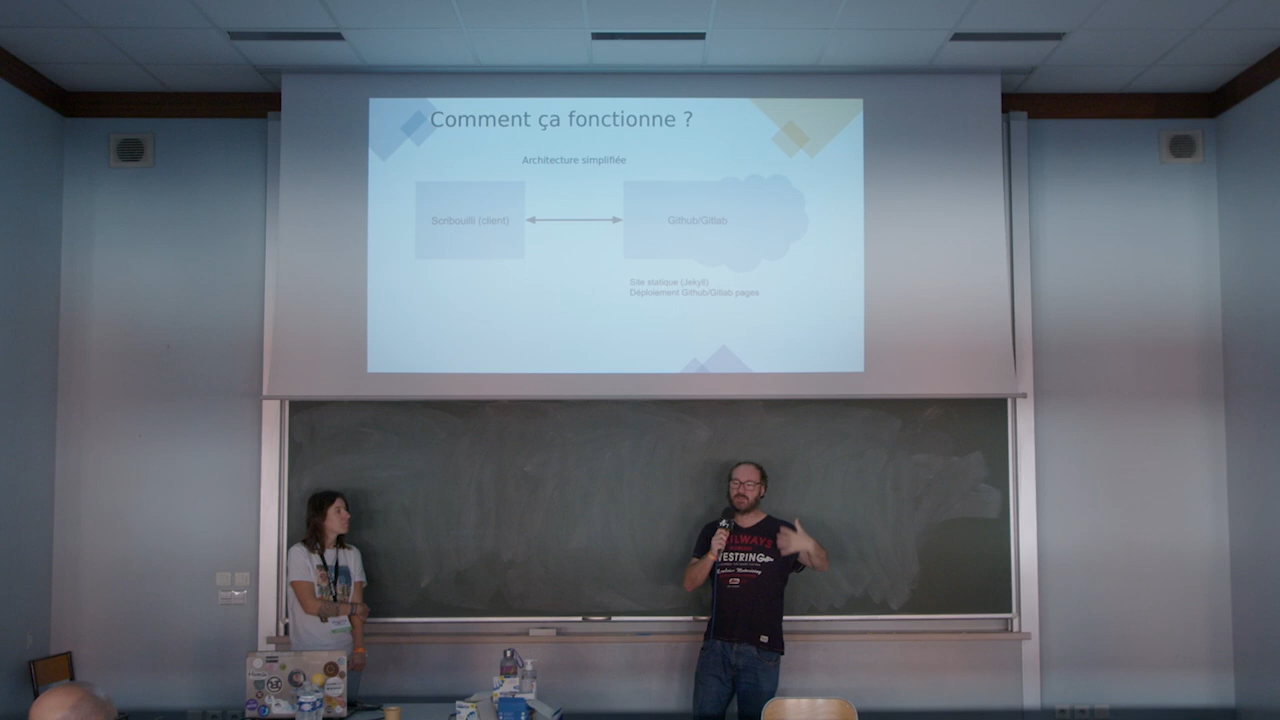 Comment ça fonctionne ?
Architecture simplifiée
Scribouilli (client)
Github/Gitlab
Site statique (Jekyll)
Déploiement Github/Gitlab pages